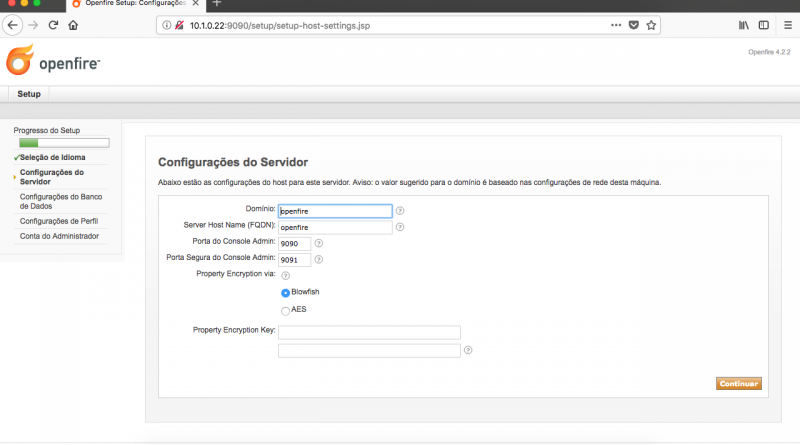 Openfire Setup: Configurações
10.1.0.22:9090/setup/setup-host-settings.jsp
openfire
Openfire 4.2.2
Setup
Progresso do Setup
Seleção de Idioma
Configurações do
Servidor
Configurações do Banco
de Dados
Configurações de Perfil
Conta do Administrador
Configurações do Servidor
Abaixo estão as configurações do host para este servidor. Aviso: o valor sugerido para o domínio é baseado nas configurações de rede desta máquina.
Domínio: openfire
Server Host Name (FQDN): openfire
Porta do Console Admin: 9090
Porta Segura do Console Admin: 9091
Property Encryption via:
Blowfish
AES
Property Encryption Key:
Continuar